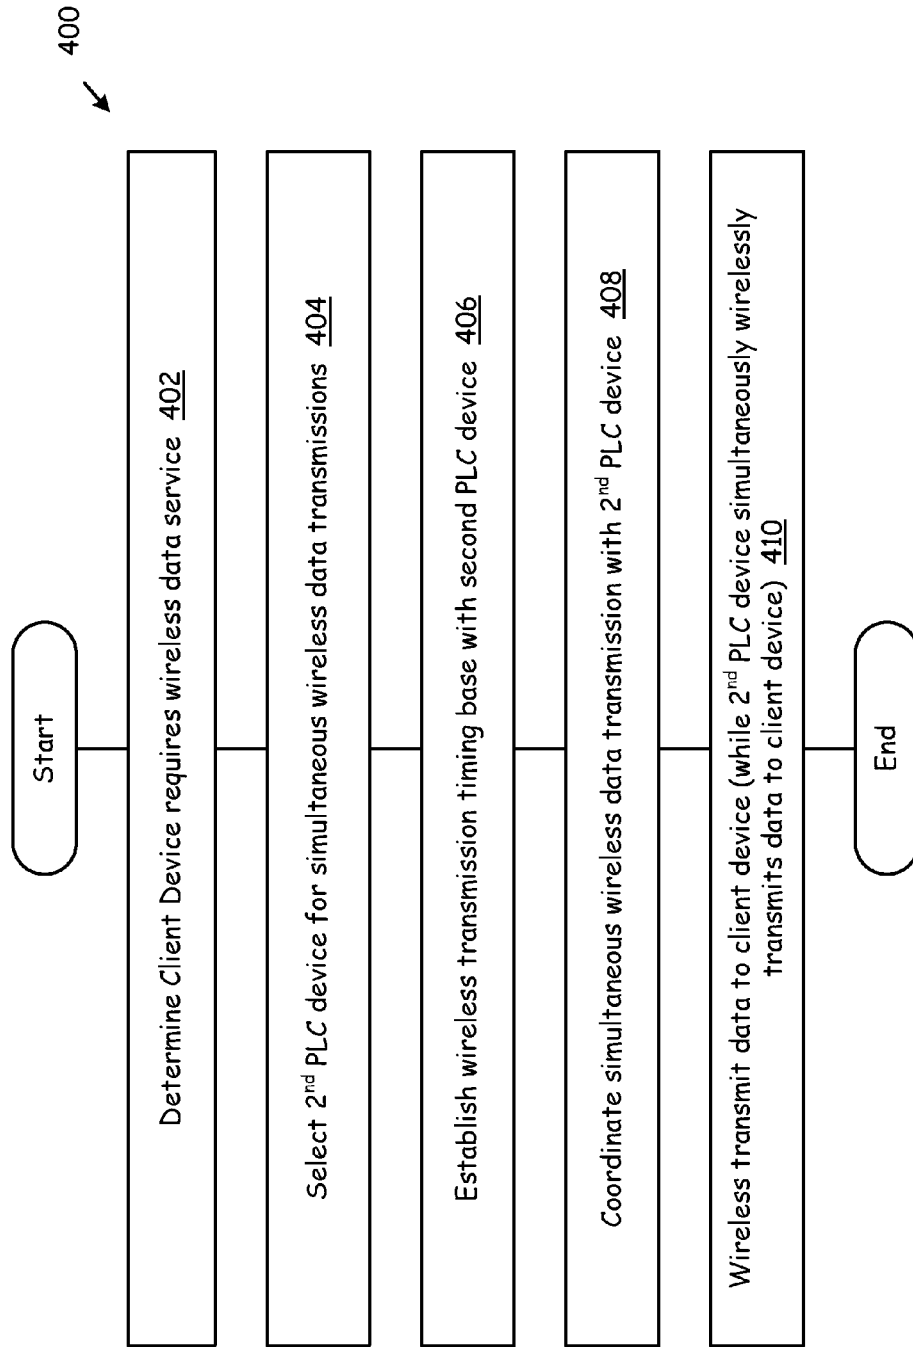 400
Start
Determine Client Device requires wireless data service 402
Select 2nd PLC device for simultaneous wireless data transmissions 404
Establish wireless transmission timing base with second PLC device 406
Coordinate simultaneous wireless data transmission with 2nd PLC device 408
Wireless transmit data to client device (while 2nd PLC device simultaneously wirelessly
transmits data to client device) 410
End